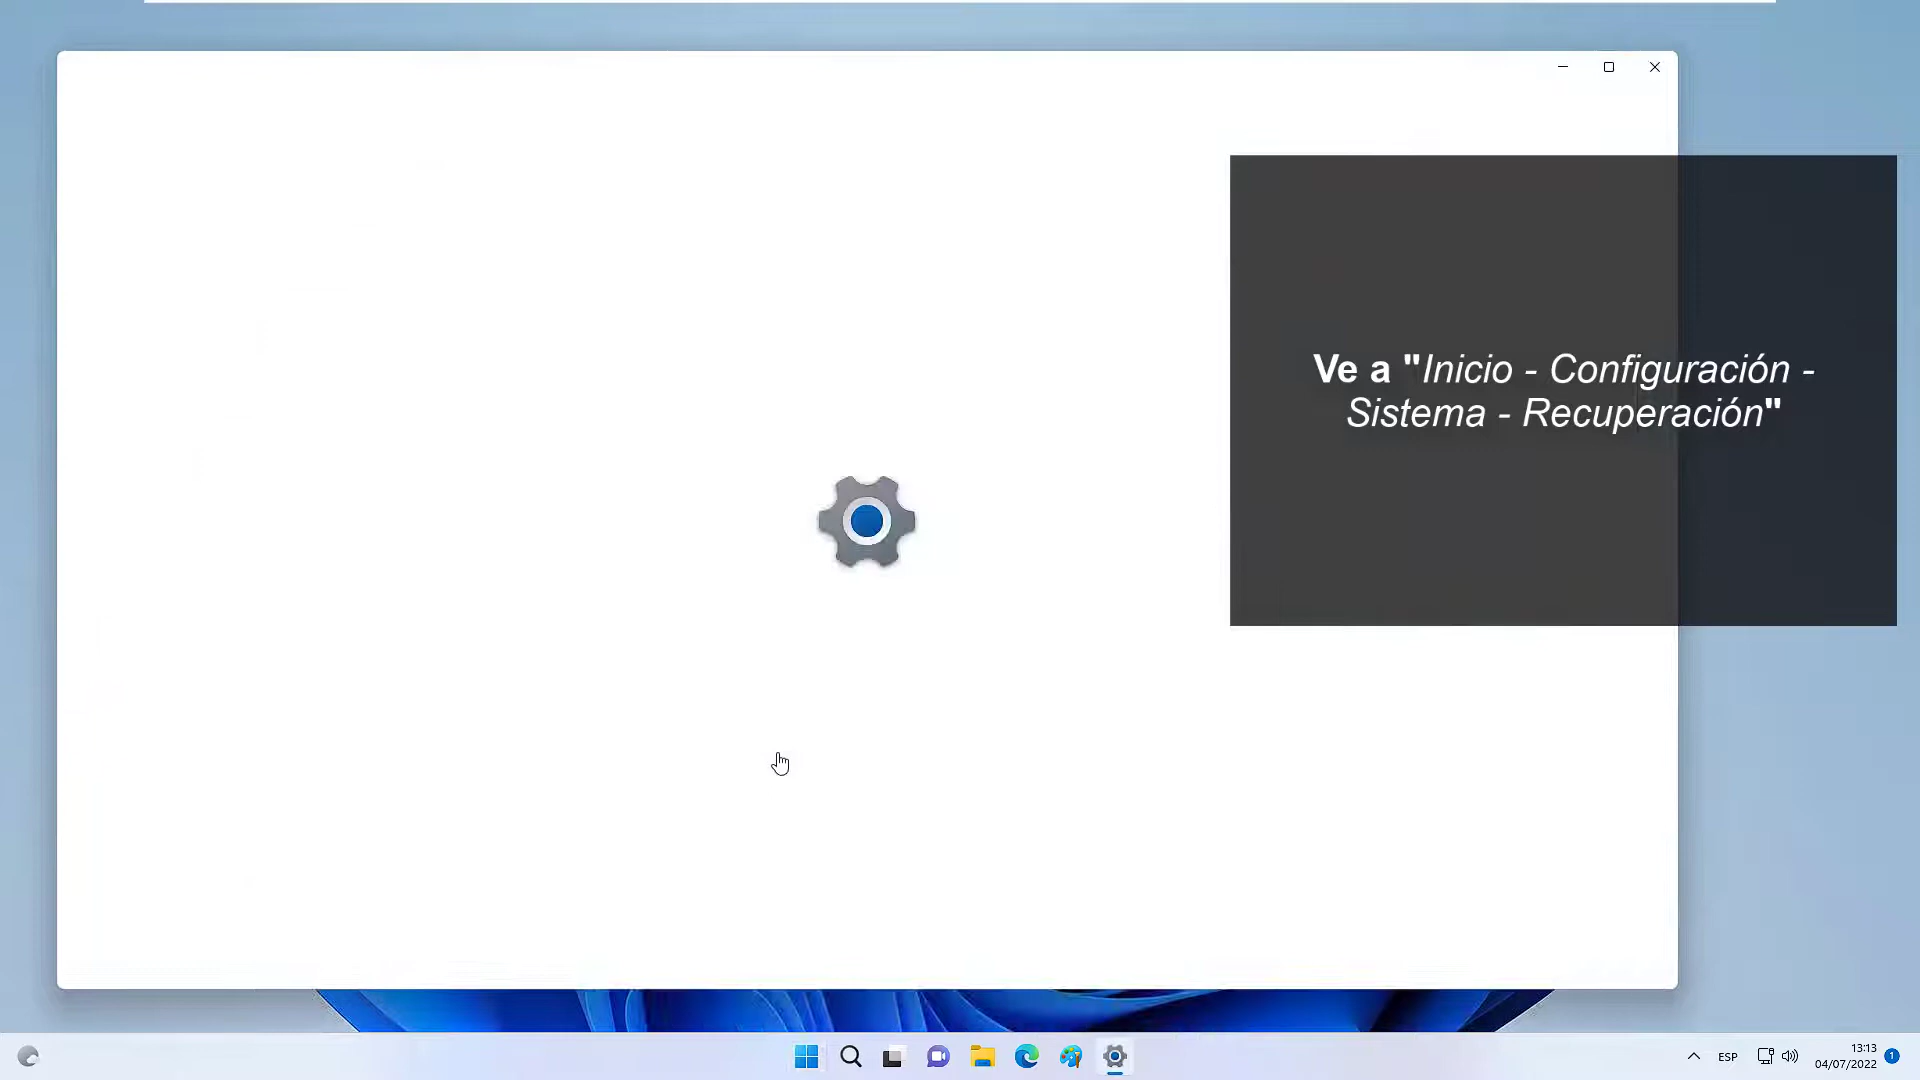 Ve a "Inicio - Configuración -
Sistema - Recuperación"
ESP
13:13
04/07/2022
1